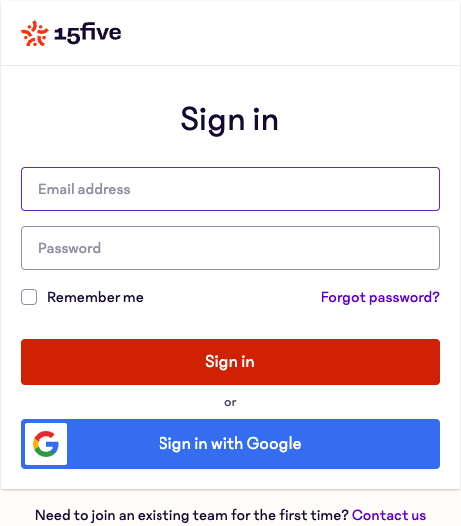 15five
Sign in
Email address
Password
Remember me
Forgot password?
Sign in
or
Sign in with Google
Need to join an existing team for the first time? Contact us